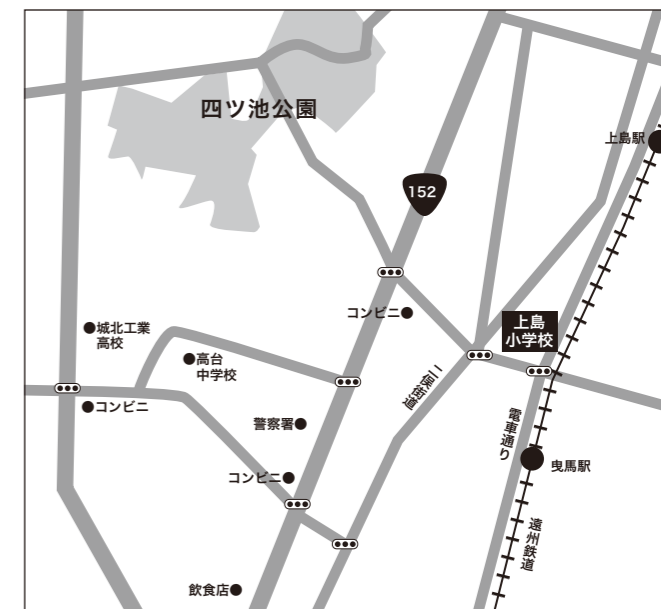 四ツ池公園
上島駅
152
コンビニ
上島
小学校
城北工業
高校
高台
中学校
二俣街道
コンビニ
警察署
電車通り
曳馬駅
コンビニ
遠州鉄道
飲食店